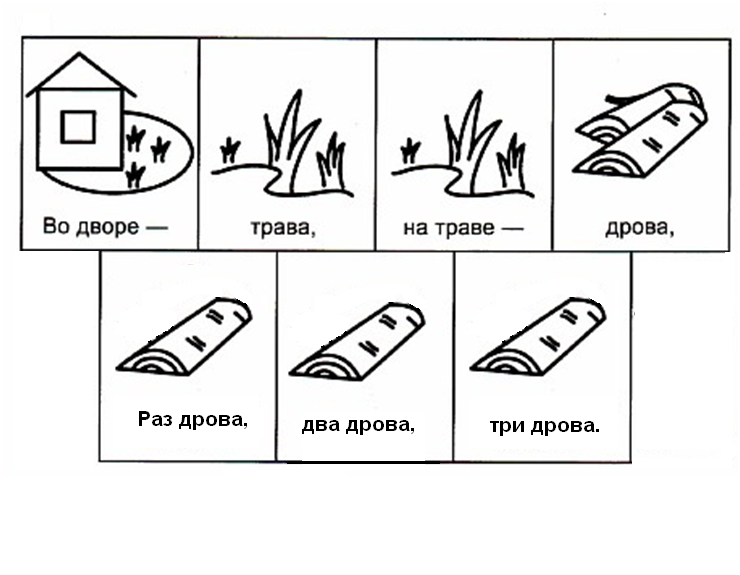 Во дворе — трава, на траве — дрова,
Раз дрова, два дрова, три дрова.